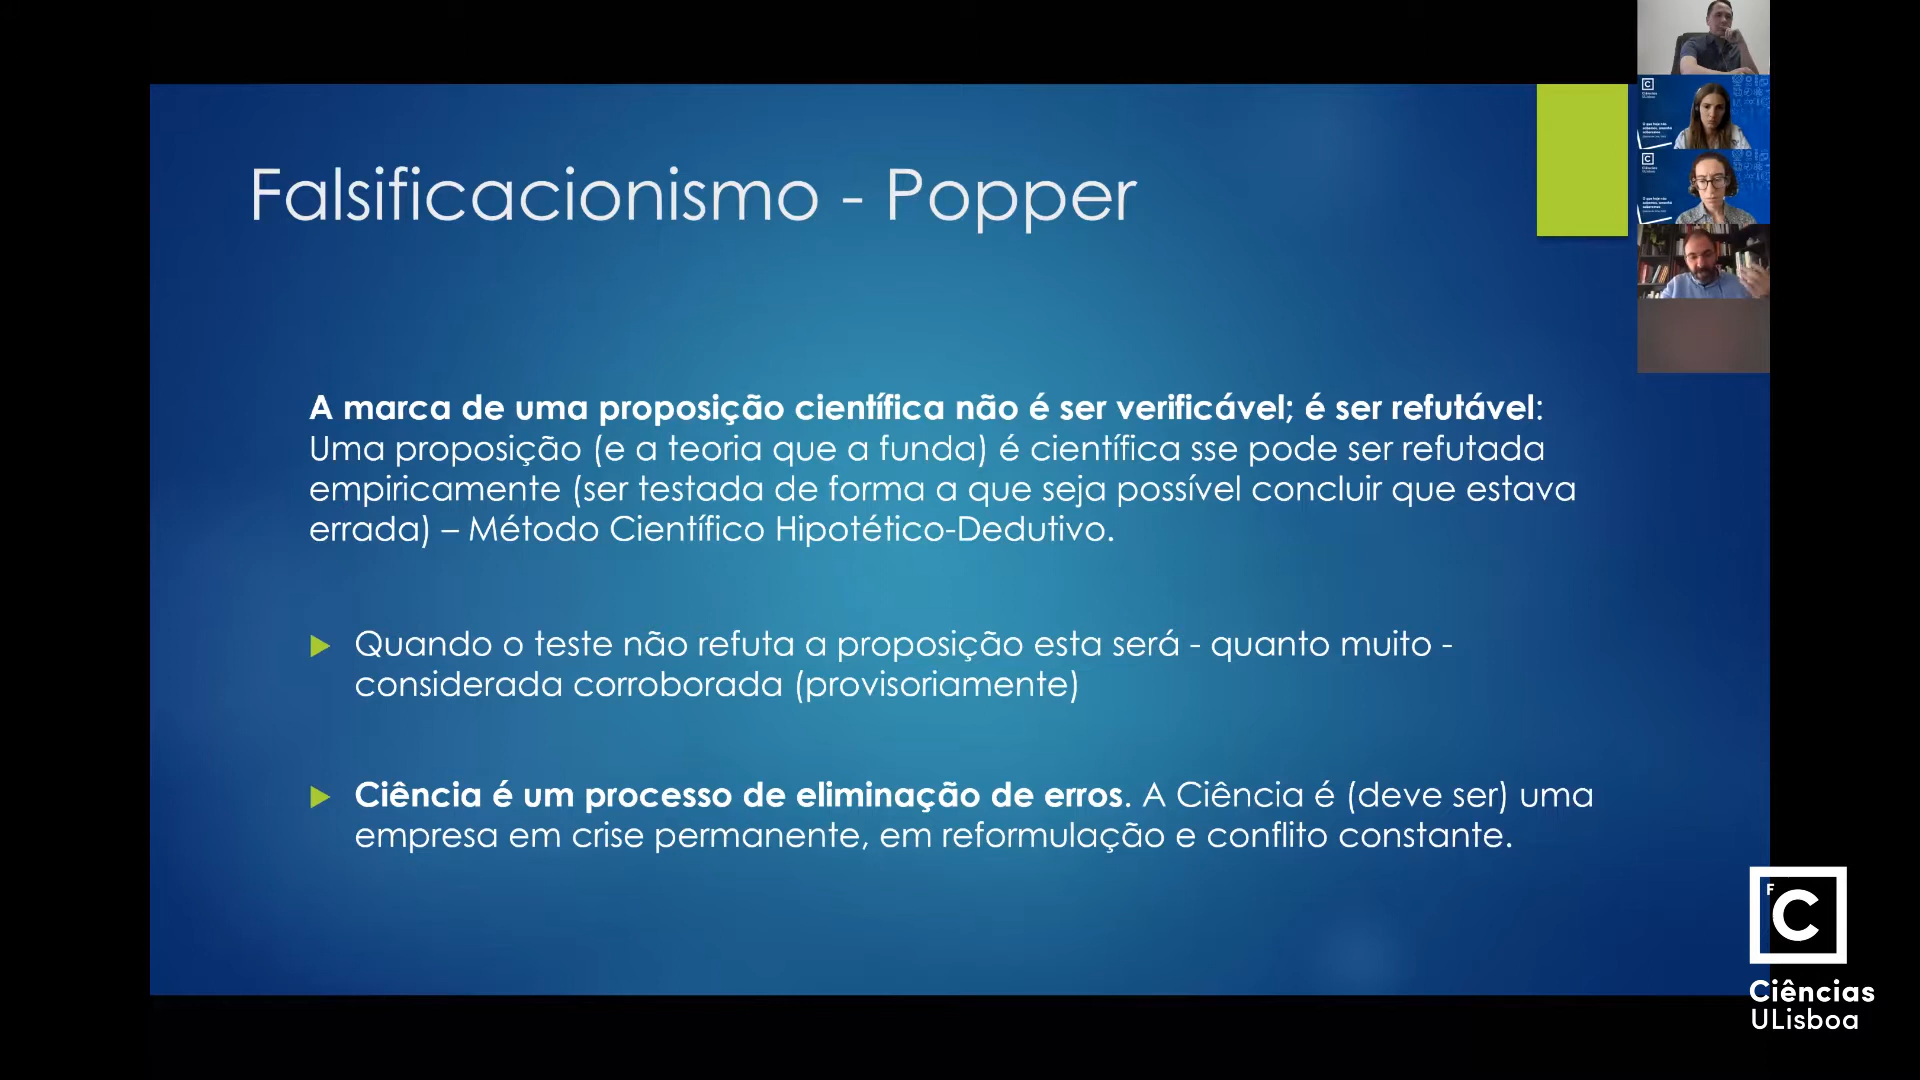 Falsificacionismo - Popper
A marca de uma proposição científica não é ser verificável; é ser refutável:
Uma proposição (e a teoria que a funda) é científica sse pode ser refutada
empiricamente (ser testada de forma a que seja possível concluir que estava
errada) – Método Científico Hipotético-Dedutivo.
Quando o teste não refuta a proposição esta será - quanto muito -
considerada corroborada (provisoriamente)
Ciência é um processo de eliminação de erros. A Ciência é (deve ser) uma
empresa em crise permanente, em reformulação e conflito constante.
F
C
Ciências
ULisboa